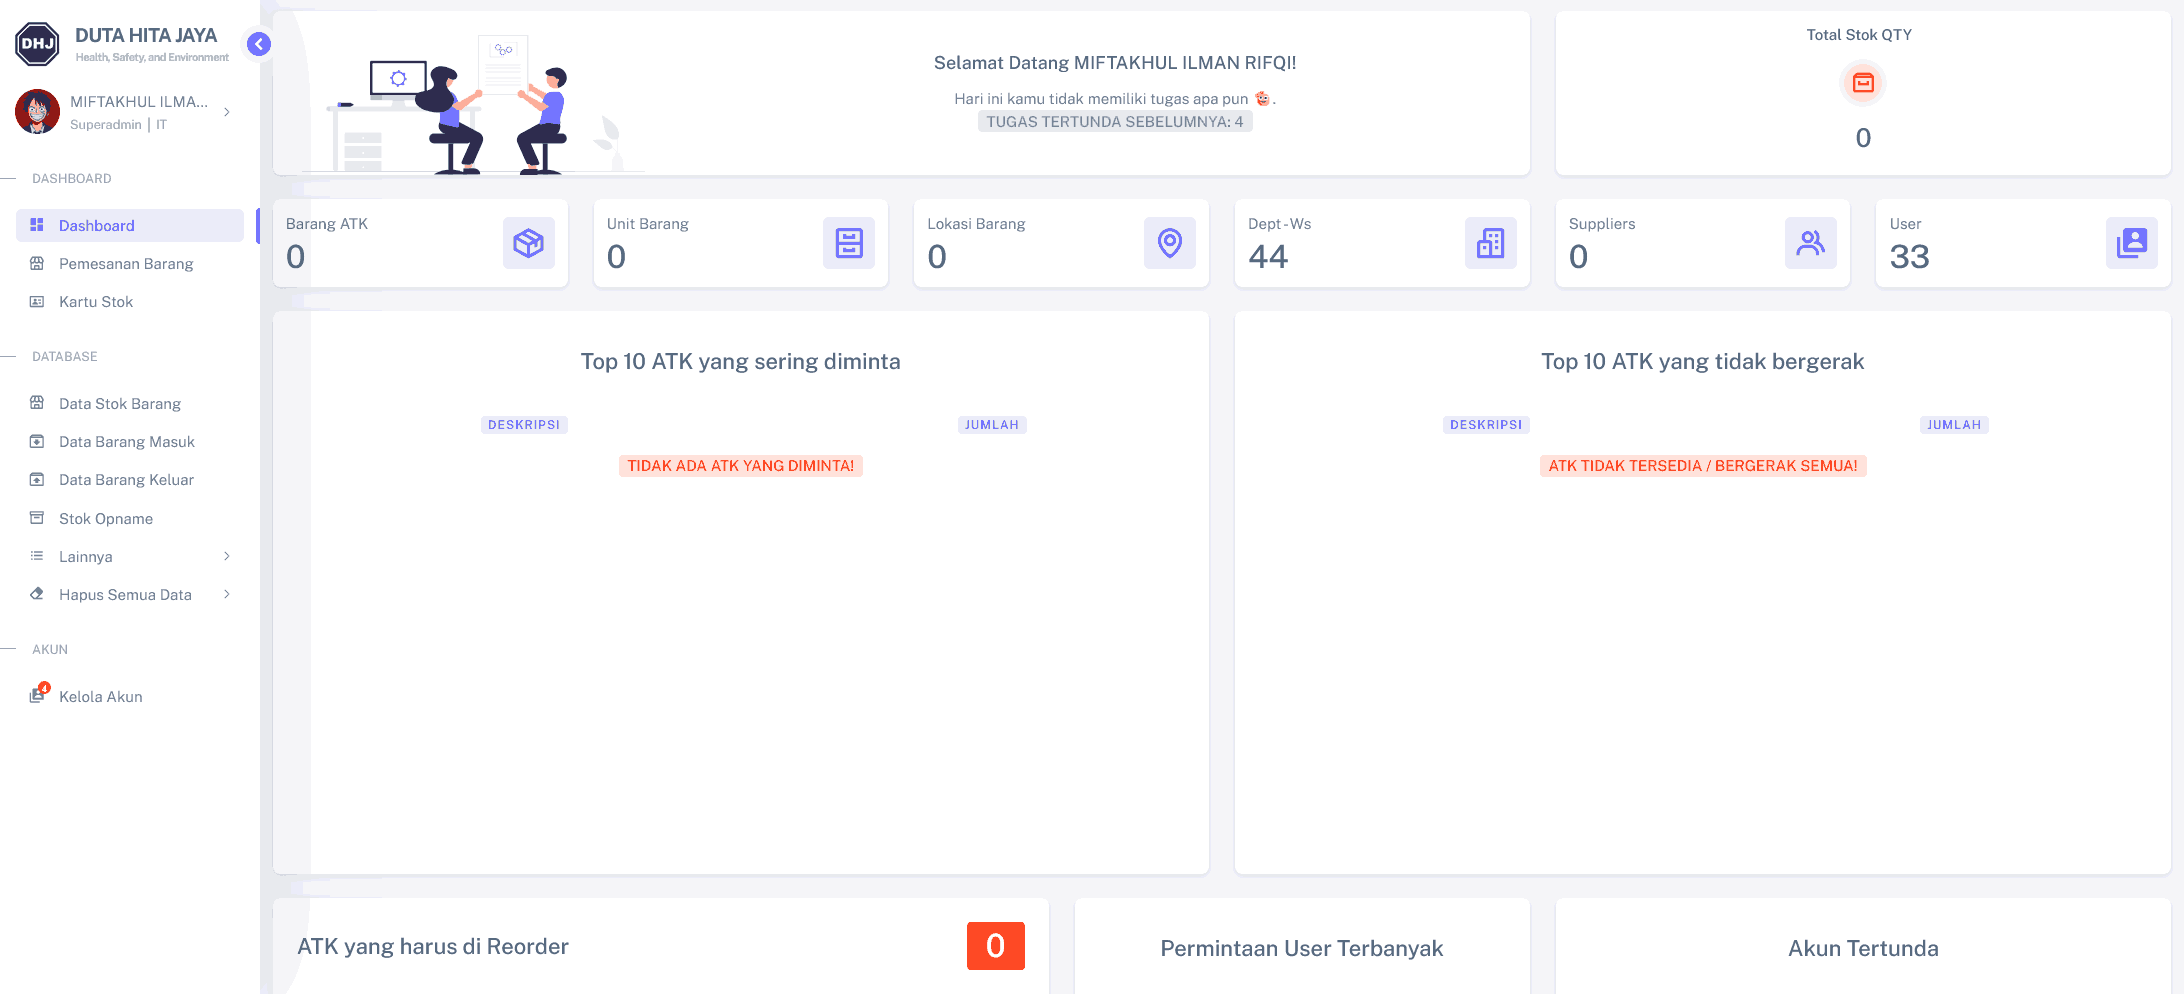 DHJ
DUTA HITA JAYA
Health, Safety, and Environment
MIFTAKHUL ILMA...
Superadmin | IT
DASHBOARD
Dashboard
Pemesanan Barang
Kartu Stok
DATABASE
Data Stok Barang
Data Barang Masuk
Data Barang Keluar
Stok Opname
Lainnya
Hapus Semua Data
AKUN
4
Kelola Akun
Selamat Datang MIFTAKHUL ILMAN RIFQI!
Hari ini kamu tidak memiliki tugas apa pun 🤡.
TUGAS TERTUNDA SEBELUMNYA: 4
Total Stok QTY
0
Barang ATK
0
Unit Barang
0
Lokasi Barang
0
Dept-Ws
44
Suppliers
0
User
33
Top 10 ATK yang sering diminta
DESKRIPSI JUMLAH
TIDAK ADA ATK YANG DIMINTA!
Top 10 ATK yang tidak bergerak
DESKRIPSI JUMLAH
ATK TIDAK TERSEDIA / BERGERAK SEMUA!
ATK yang harus di Reorder
0
Permintaan User Terbanyak
Akun Tertunda